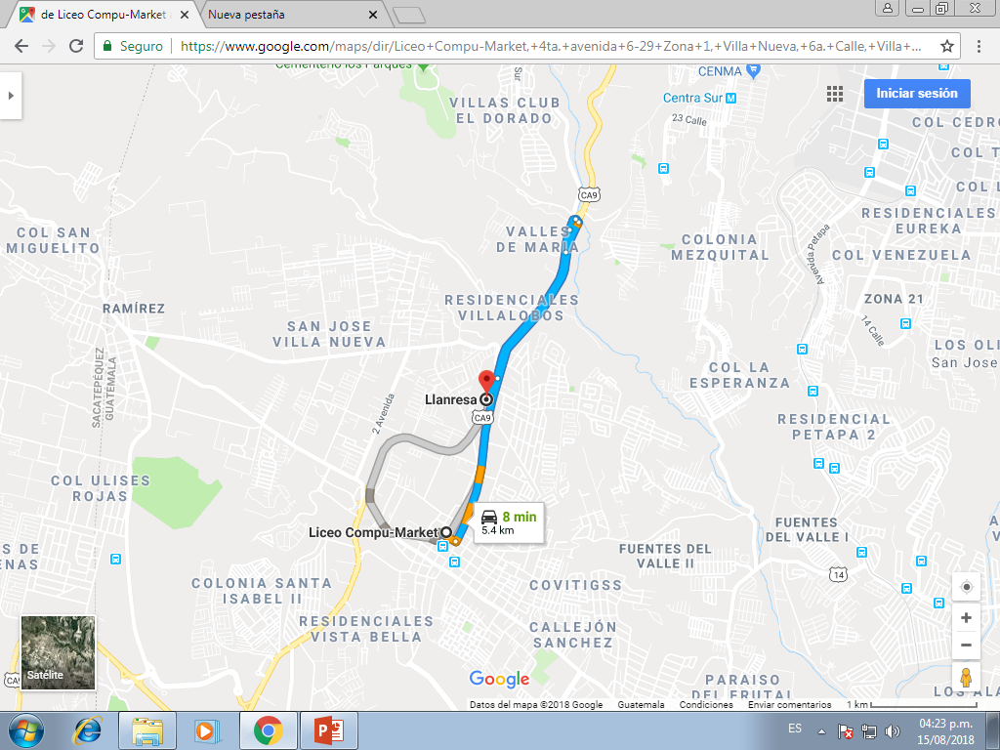 de Liceo Compu-Market
Nueva pestaña
Seguro
https://www.google.com/maps/dir/Liceo+Compu-Market,+4ta.+avenida+6-29+Zona+1,+Villa+Nueva,+6a.+Calle,+Villa+...
Cementerio los Parques
Sur
VILLAS CLUB
EL DORADO
CENMA
Centra Sur
M
23 Calle
Iniciar sesión
COL CEDRO
COL T
COL L
CA9
RESIDENCIALES
EUREKA
COL SAN
MIGUELITO
VALLES
DE MARIA
COLONIA
MEZQUITAL
Avenida Petapa
COL VENEZUELA
RAMÍREZ
RESIDENCIALES
VILLALOBOS
ZONA 21
14 Calle
SAN JOSE
VILLA NUEVA
LOS OLI
San Jose
SACATEPÉQUEZ
GUATEMALA
COL LA
ESPERANZA
2 Avenida
Llanresa
CA9
RESIDENCIAL
PETAPA 2
COL ULISES
ROJAS
8 min
5.4 km
Liceo Compu-Market
FUENTES
DEL VALLE I
FUENTES DEL
VALLE II
S DE
ENAS
14
COLONIA SANTA
ISABEL II
COVITIGSS
RESIDENCIALES
VISTA BELLA
CALLEJÓN
SANCHEZ
Satélite
CA9
Google
PARAISO
DEL FRUTAL
LOS ALA
Datos del mapa ©2018 Google
Guatemala
Condiciones
Enviar comentarios
1 km
ES
04:23 p.m.
15/08/2018